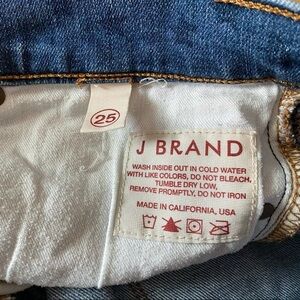 25
J BRAND
WASH INSIDE OUT IN COLD WATER
WITH LIKE COLORS, DO NOT BLEACH,
TUMBLE DRY LOW,
REMOVE PROMPTLY, DO NOT IRON
MADE IN CALIFORNIA, USA